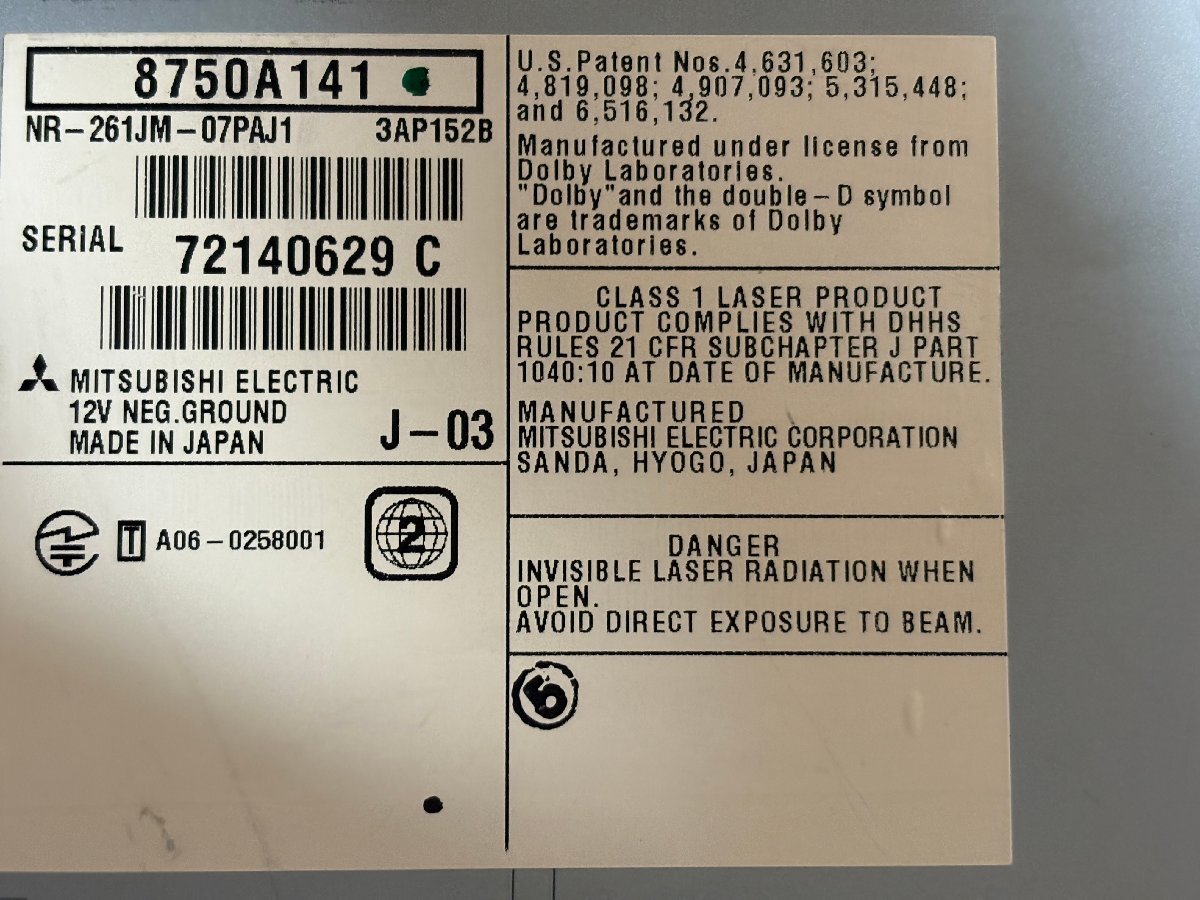 8750A141
NR-261JM-07PAJ1 3AP152B
SERIAL 72140629 C
MITSUBISHI ELECTRIC
12V NEG.GROUND
MADE IN JAPAN J-03
T A06-0258001 2
U.S.Patent Nos.4,631,603;
4,819,098; 4,907,093; 5,315,448;
and 6,516,132.
Manufactured under license from
Dolby Laboratories.
"Dolby"and the double-D symbol
are trademarks of Dolby
Laboratories.
CLASS 1 LASER PRODUCT
PRODUCT COMPLIES WITH DHHS
RULES 21 CFR SUBCHAPTER J PART
1040:10 AT DATE OF MANUFACTURE.
MANUFACTURED
MITSUBISHI ELECTRIC CORPORATION
SANDA, HYOGO, JAPAN
DANGER
INVISIBLE LASER RADIATION WHEN
OPEN.
AVOID DIRECT EXPOSURE TO BEAM.
5